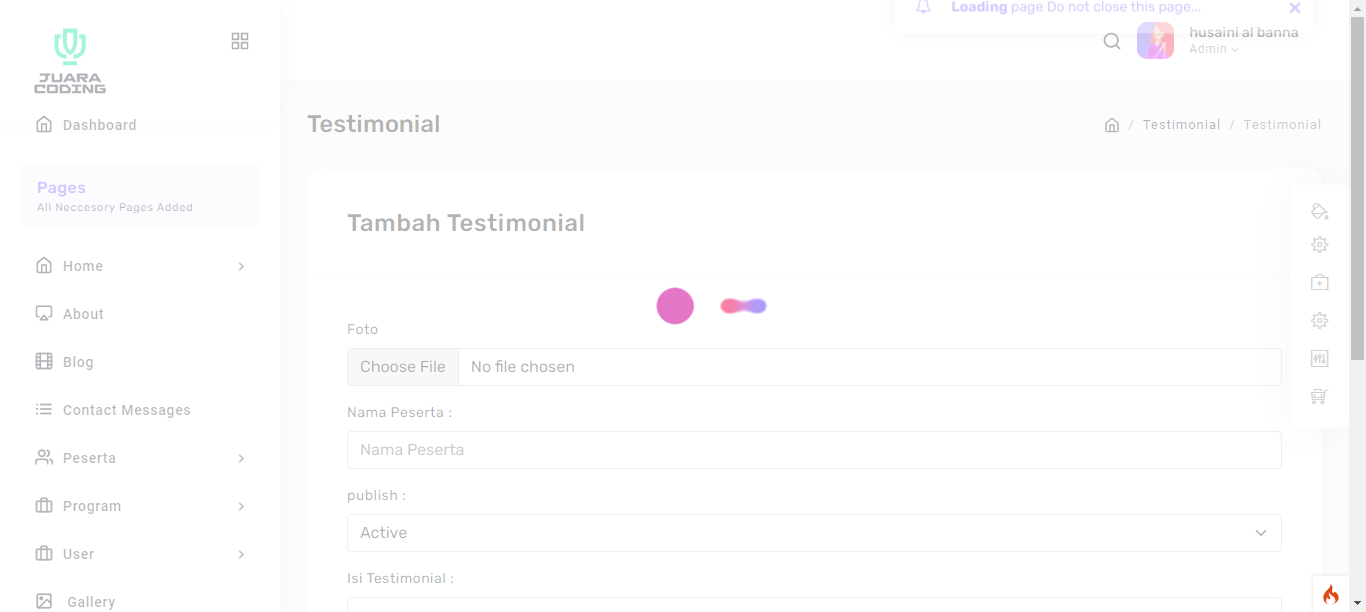 Loading page Do not close this page...
JUARA
CODING
husaini al banna
Admin
Dashboard
Testimonial
/ Testimonial / Testimonial
Pages
All Neccesory Pages Added
Tambah Testimonial
Home
About
Foto
Blog
Choose File No file chosen
Contact Messages
Nama Peserta :
Nama Peserta
Peserta
publish :
Program
Active
User
Isi Testimonial :
Gallery